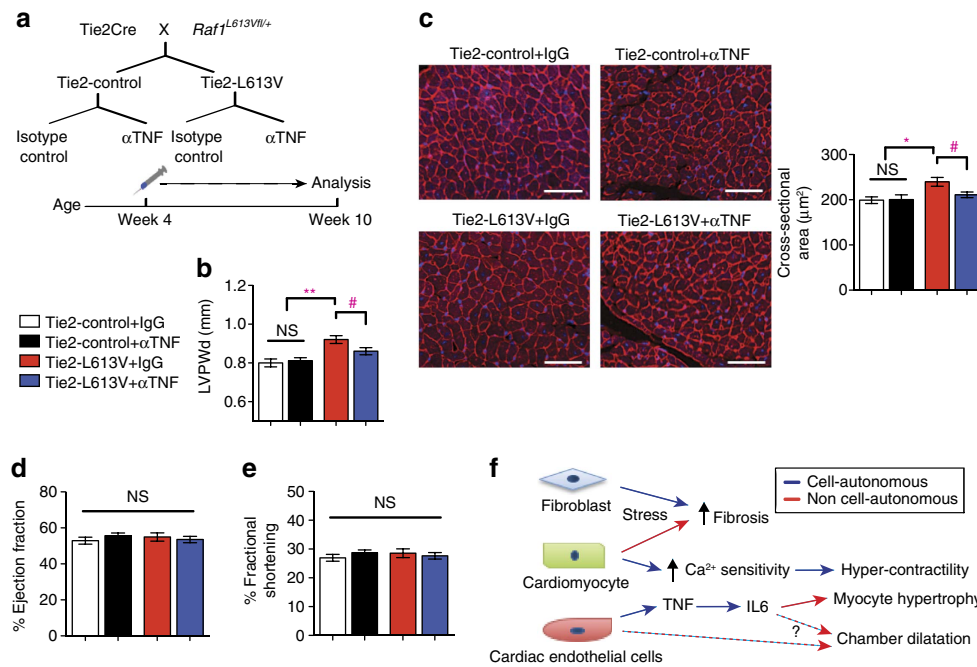 a
Tie2Cre X Raf1^L613Vfl/+
Tie2-control Tie2-L613V
Isotype control αTNF Isotype control αTNF
Analysis
Age
Week 4 Week 10
Tie2-control+IgG
Tie2-control+αTNF
Tie2-L613V+IgG
Tie2-L613V+αTNF
b
LVPWd (mm)
1.2
1.0
0.8
0.6
NS
**
#
c
Tie2-control+IgG Tie2-control+αTNF
Tie2-L613V+IgG Tie2-L613V+αTNF
Cross-sectional
area (μm²)
300
200
100
0
NS
*
#
d
% Ejection fraction
80
60
40
20
0
NS
e
% Fractional
shortening
50
40
30
20
10
0
NS
f
Cell-autonomous
Non cell-autonomous
Fibroblast
Stress
Fibrosis
Cardiomyocyte
Ca²⁺ sensitivity
Hyper-contractility
TNF
IL6
Myocyte hypertrophy
?
Chamber dilatation
Cardiac endothelial cells